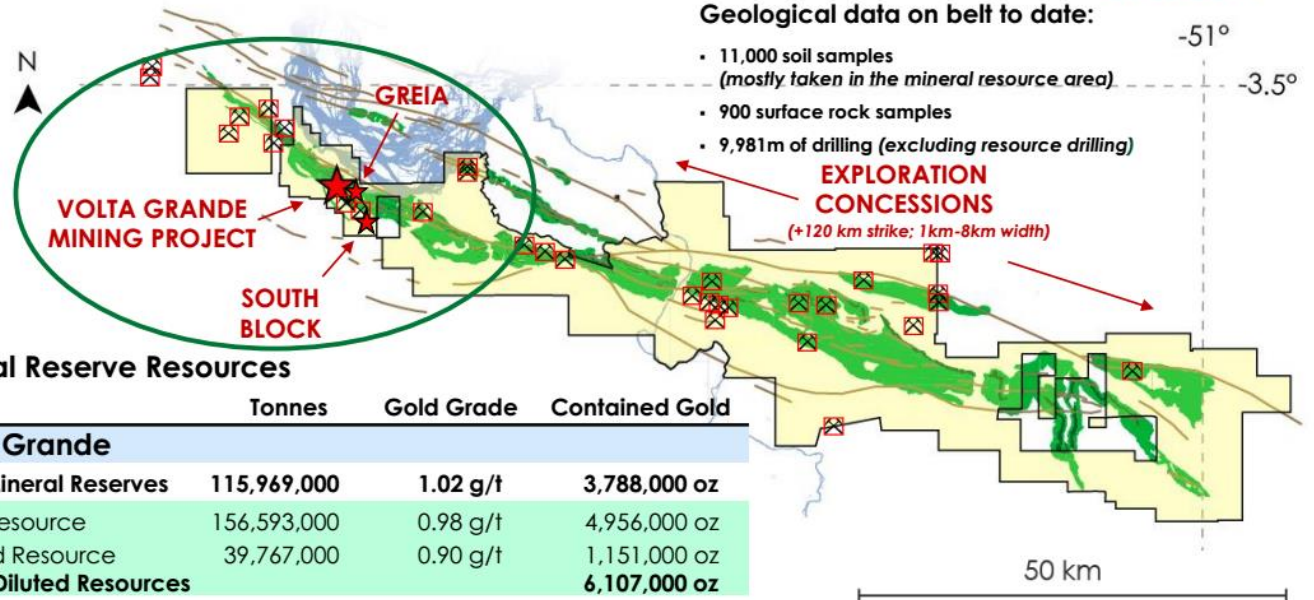 Geological data on belt to date:
▪ 11,000 soil samples
(mostly taken in the mineral resource area)
▪ 900 surface rock samples
▪ 9,981m of drilling (excluding resource drilling)
-51°
-3.5°
N
GREIA
VOLTA GRANDE
MINING PROJECT
SOUTH
BLOCK
EXPLORATION
CONCESSIONS
(+120 km strike; 1km-8km width)
al Reserve Resources
Tonnes Gold Grade Contained Gold
Grande
ineral Reserves 115,969,000 1.02 g/t 3,788,000 oz
esource 156,593,000 0.98 g/t 4,956,000 oz
d Resource 39,767,000 0.90 g/t 1,151,000 oz
Diluted Resources 6,107,000 oz
50 km